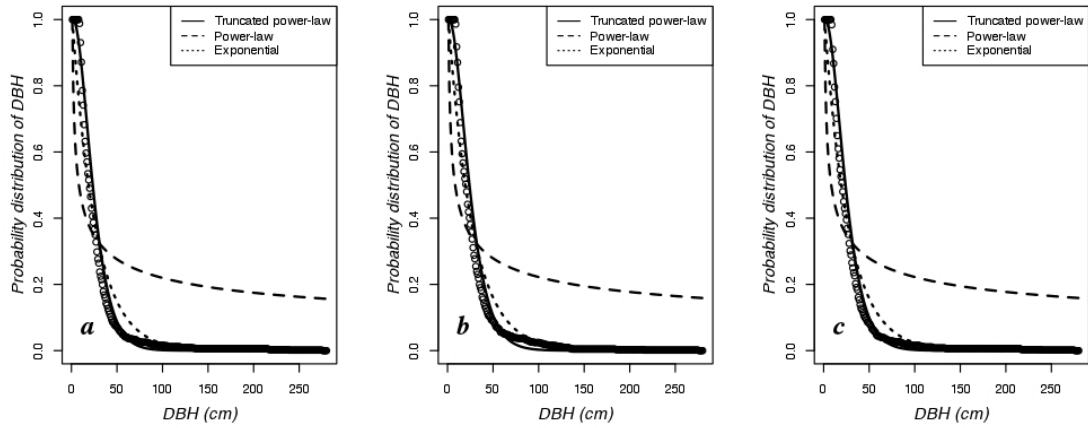 Probability distribution of DBH
1.0
0.8
0.6
0.4
0.2
0.0
Truncated power-law
Power-law
Exponential
a
0 50 100 150 200 250
DBH (cm)
Probability distribution of DBH
1.0
0.8
0.6
0.4
0.2
0.0
Truncated power-law
Power-law
Exponential
b
0 50 100 150 200 250
DBH (cm)
Probability distribution of DBH
1.0
0.8
0.6
0.4
0.2
0.0
Truncated power-law
Power-law
Exponential
c
0 50 100 150 200 250
DBH (cm)